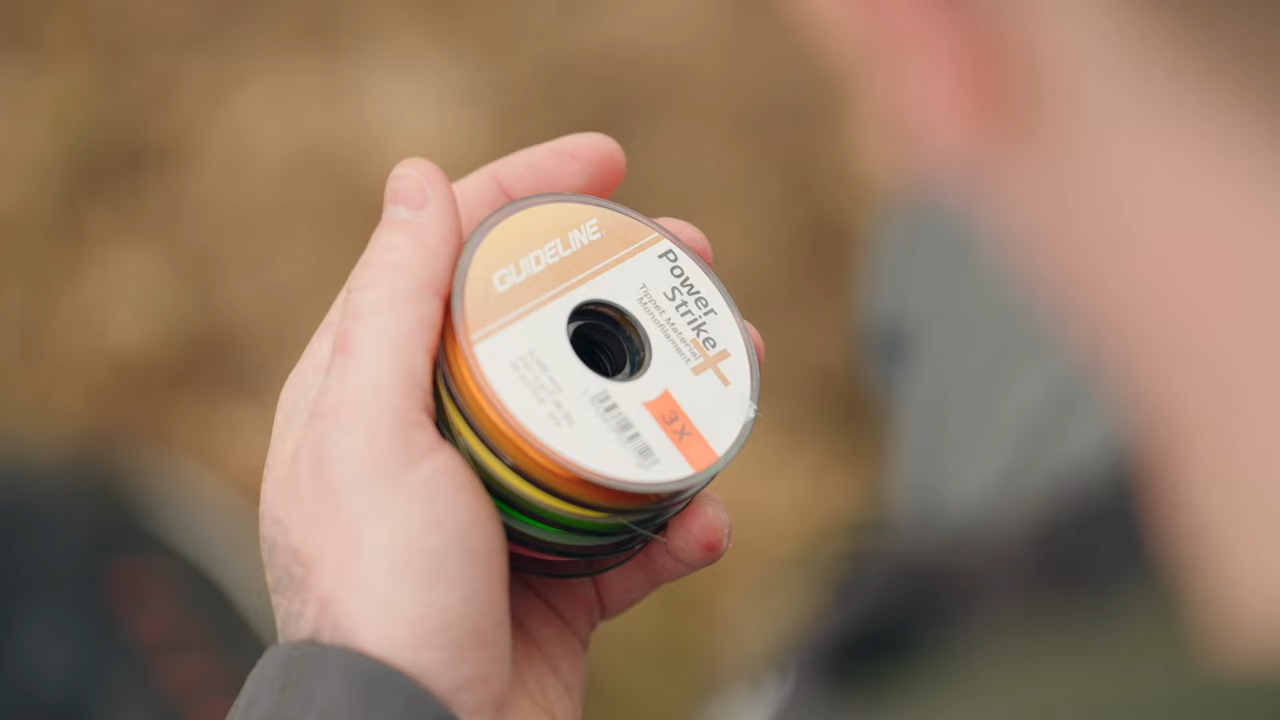 GUIDELINE
Power
Strike
Tippet Material
Monofilament
3X